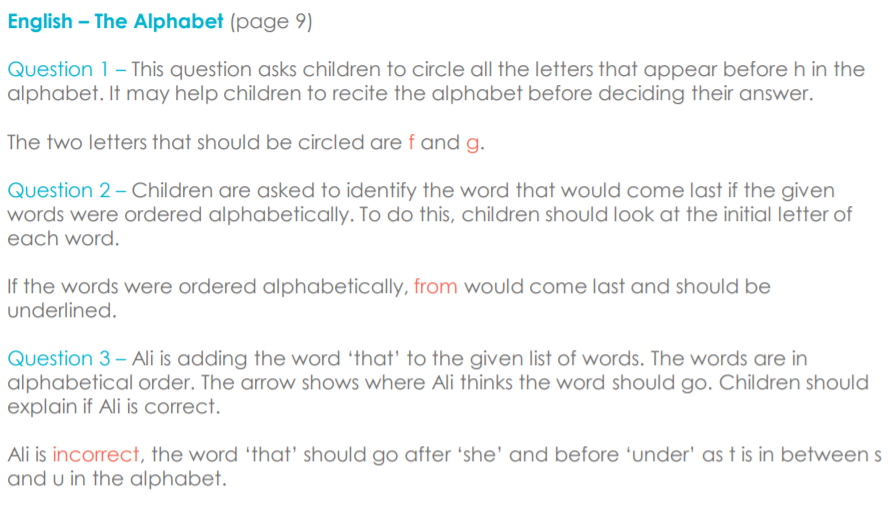 English – The Alphabet (page 9)
Question 1 – This question asks children to circle all the letters that appear before h in the
alphabet. It may help children to recite the alphabet before deciding their answer.
The two letters that should be circled are f and g.
Question 2 – Children are asked to identify the word that would come last if the given
words were ordered alphabetically. To do this, children should look at the initial letter of
each word.
If the words were ordered alphabetically, from would come last and should be
underlined.
Question 3 – Ali is adding the word ‘that’ to the given list of words. The words are in
alphabetical order. The arrow shows where Ali thinks the word should go. Children should
explain if Ali is correct.
Ali is incorrect, the word ‘that’ should go after ‘she’ and before ‘under’ as t is in between s
and u in the alphabet.